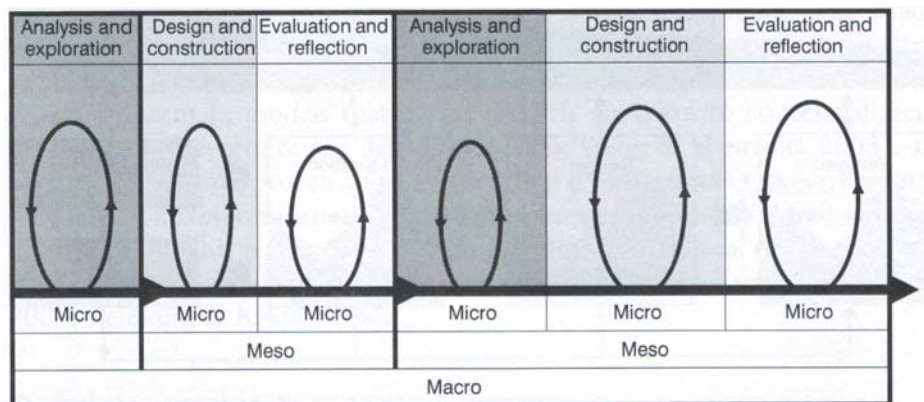 Analysis and
exploration
Design and
construction
Evaluation and
reflection
Analysis and
exploration
Design and
construction
Evaluation and
reflection
Micro
Micro
Micro
Micro
Micro
Micro
Meso
Meso
Macro